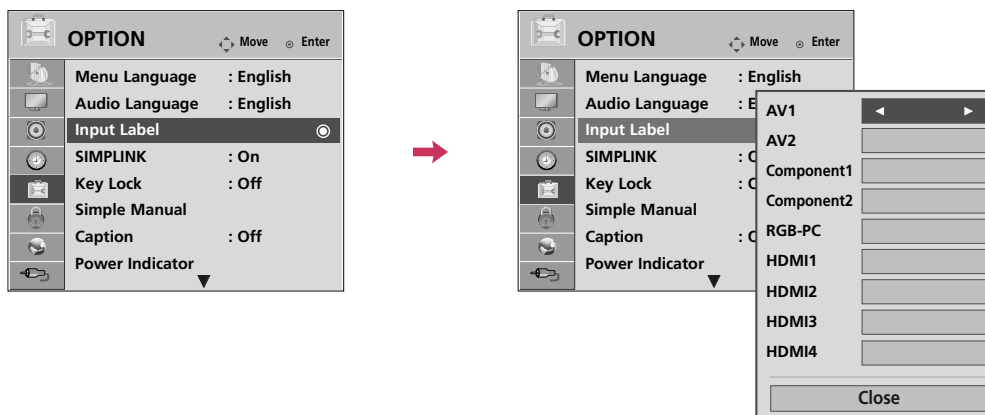 OPTION Move Enter
Menu Language : English
Audio Language : English
Input Label
SIMPLINK : On
Key Lock : Off
Simple Manual
Caption : Off
Power Indicator
OPTION Move Enter
Menu Language : English
Audio Language : E
Input Label
SIMPLINK : O
Key Lock : O
Simple Manual
Caption : O
Power Indicator
AV1
AV2
Component1
Component2
RGB-PC
HDMI1
HDMI2
HDMI3
HDMI4
Close